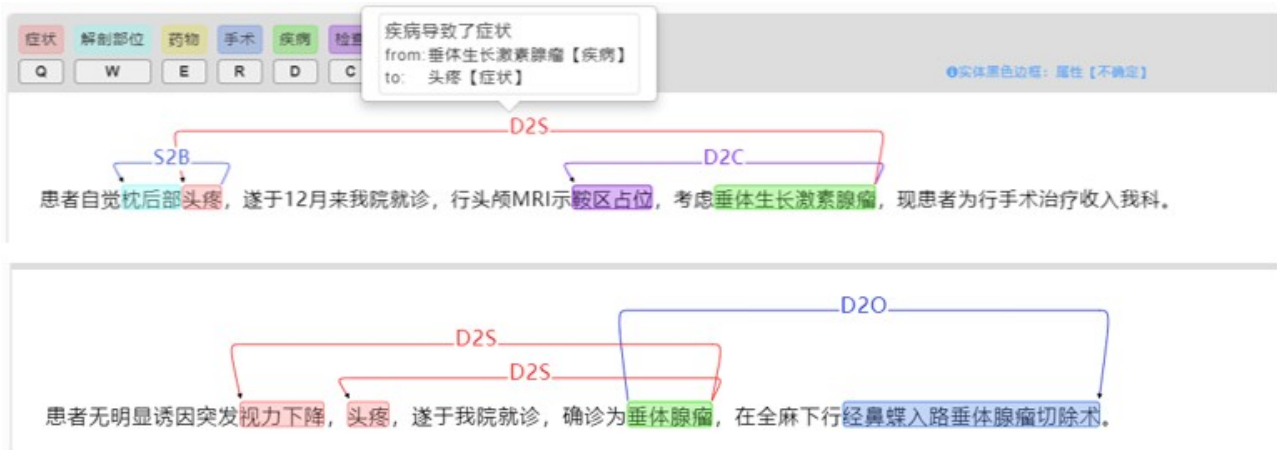 症状 解剖部位 药物 手术 疾病 检查
Q W E R D C
疾病导致了症状
from: 垂体生长激素腺瘤【疾病】
to: 头疼【症状】
实体黑色边框：属性【不确定】
D2S
S2B D2C
患者自觉枕后部头疼，遂于12月来我院就诊，行头颅MRI示鞍区占位，考虑垂体生长激素腺瘤，现患者为行手术治疗收入我科。
D2O
D2S
D2S
患者无明显诱因突发视力下降，头疼，遂于我院就诊，确诊为垂体腺瘤，在全麻下行经鼻蝶入路垂体腺瘤切除术。